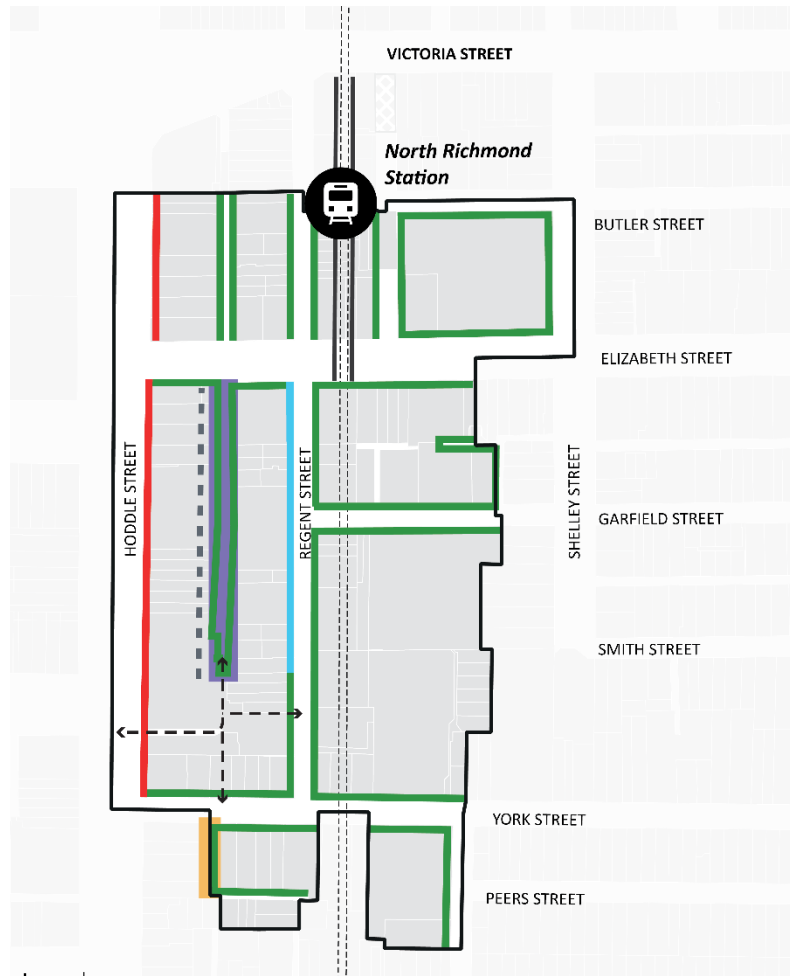 VICTORIA STREET
North Richmond
Station
BUTLER STREET
ELIZABETH STREET
HODDLE STREET
REGENT STREET
SHELLEY STREET
GARFIELD STREET
SMITH STREET
YORK STREET
PEERS STREET